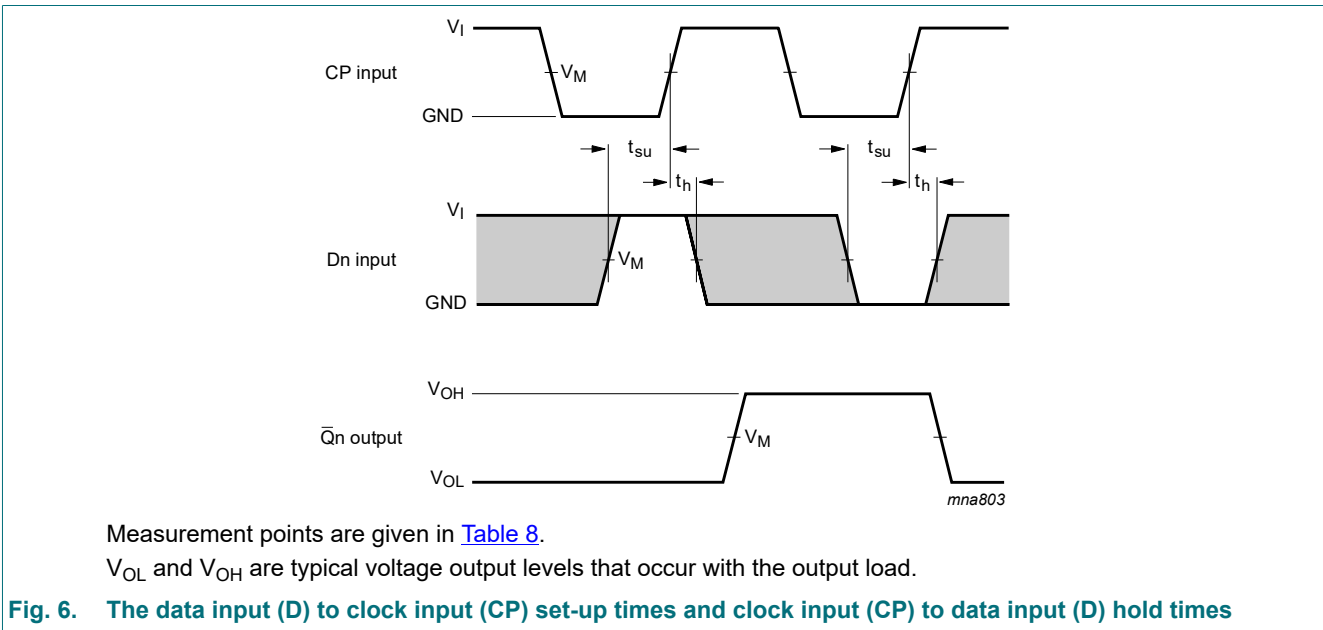 VI
CP input
VM
GND
tsu
tsu
th
th
VI
Dn input
VM
GND
VOH
Q̅n output
VM
VOL
mna803
Measurement points are given in Table 8.
VOL and VOH are typical voltage output levels that occur with the output load.
Fig. 6. The data input (D) to clock input (CP) set-up times and clock input (CP) to data input (D) hold times